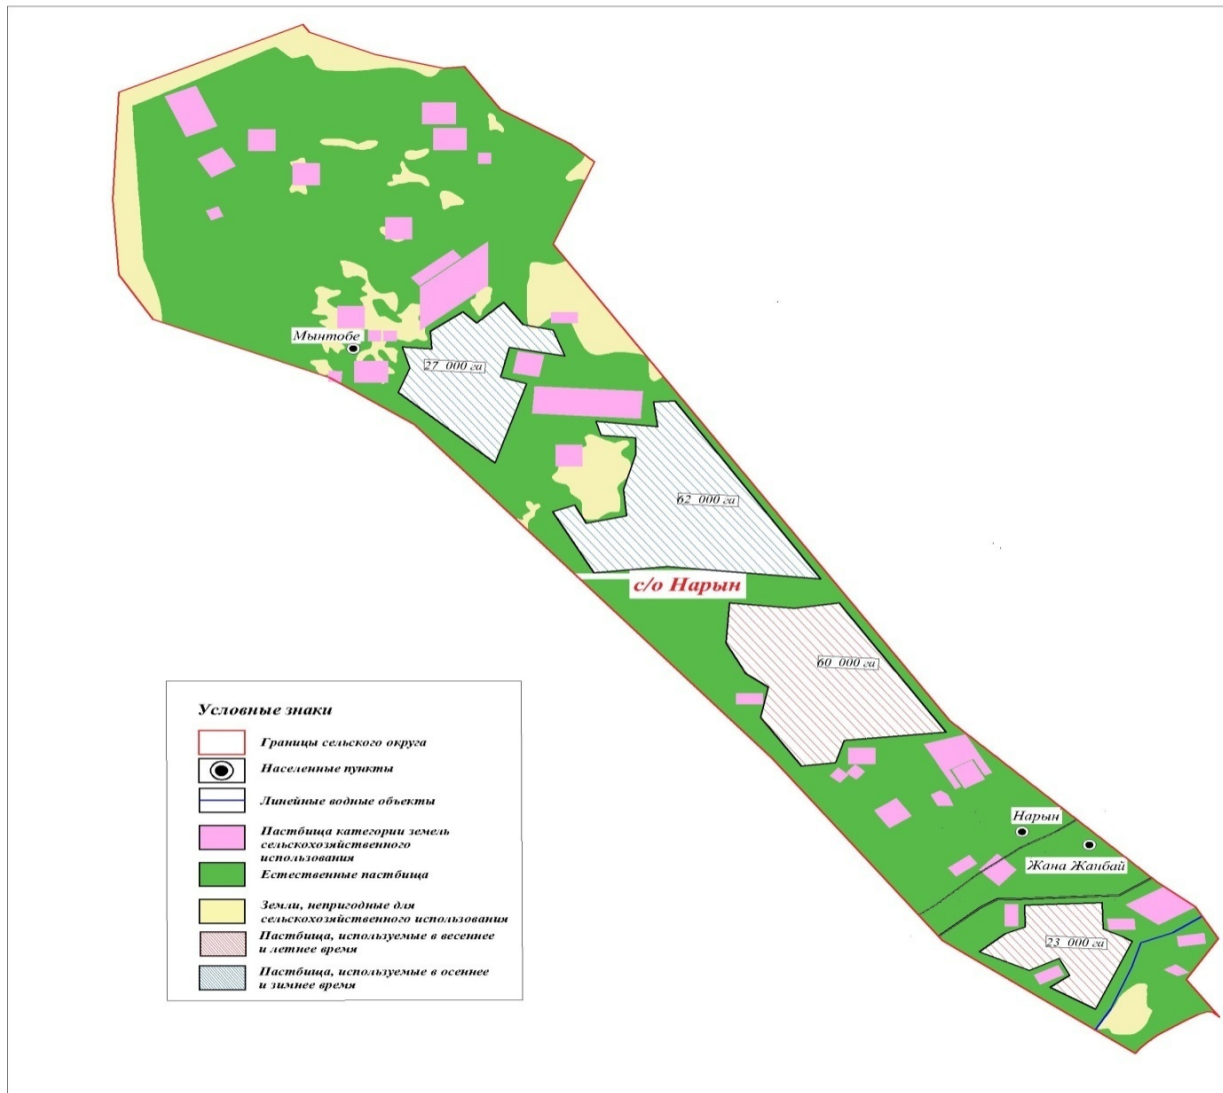 Мынтобе
27 000 га
62 000 га
с/о Нарын
60 000 га
Нарын
Жана Жанбай
23 000 га
Условные знаки
Границы сельского округа
Населенные пункты
Линейные водные объекты
Пастбища категории земель
сельскохозяйственного
использования
Естественные пастбища
Земли, непригодные для
сельскохозяйственного использования
Пастбища, используемые в весеннее
и летнее время
Пастбища, используемые в осеннее
и зимнее время